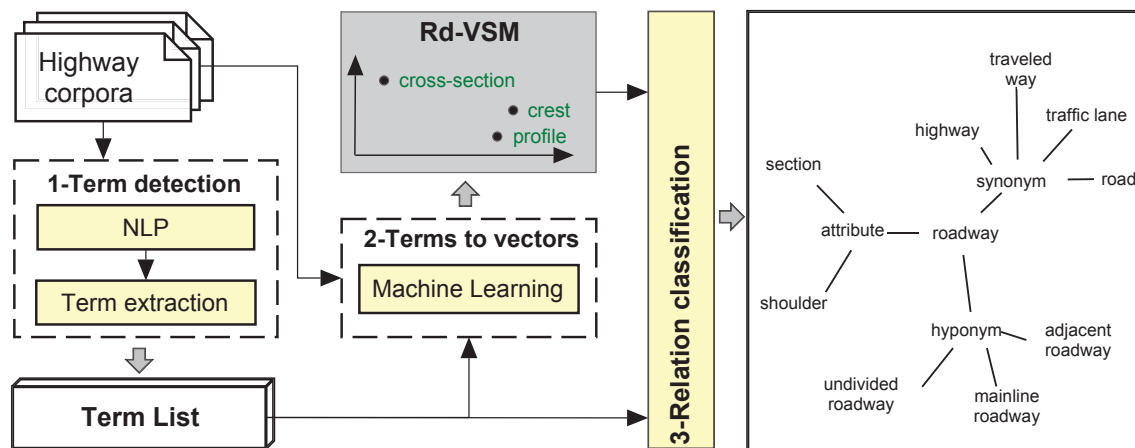 Highway
corpora
1-Term detection
NLP
Term extraction
Term List
Rd-VSM
cross-section
crest
profile
2-Terms to vectors
Machine Learning
3-Relation classification
traveled
way
highway
traffic lane
section
synonym
road
attribute
roadway
shoulder
hyponym
adjacent
roadway
undivided
roadway
mainline
roadway